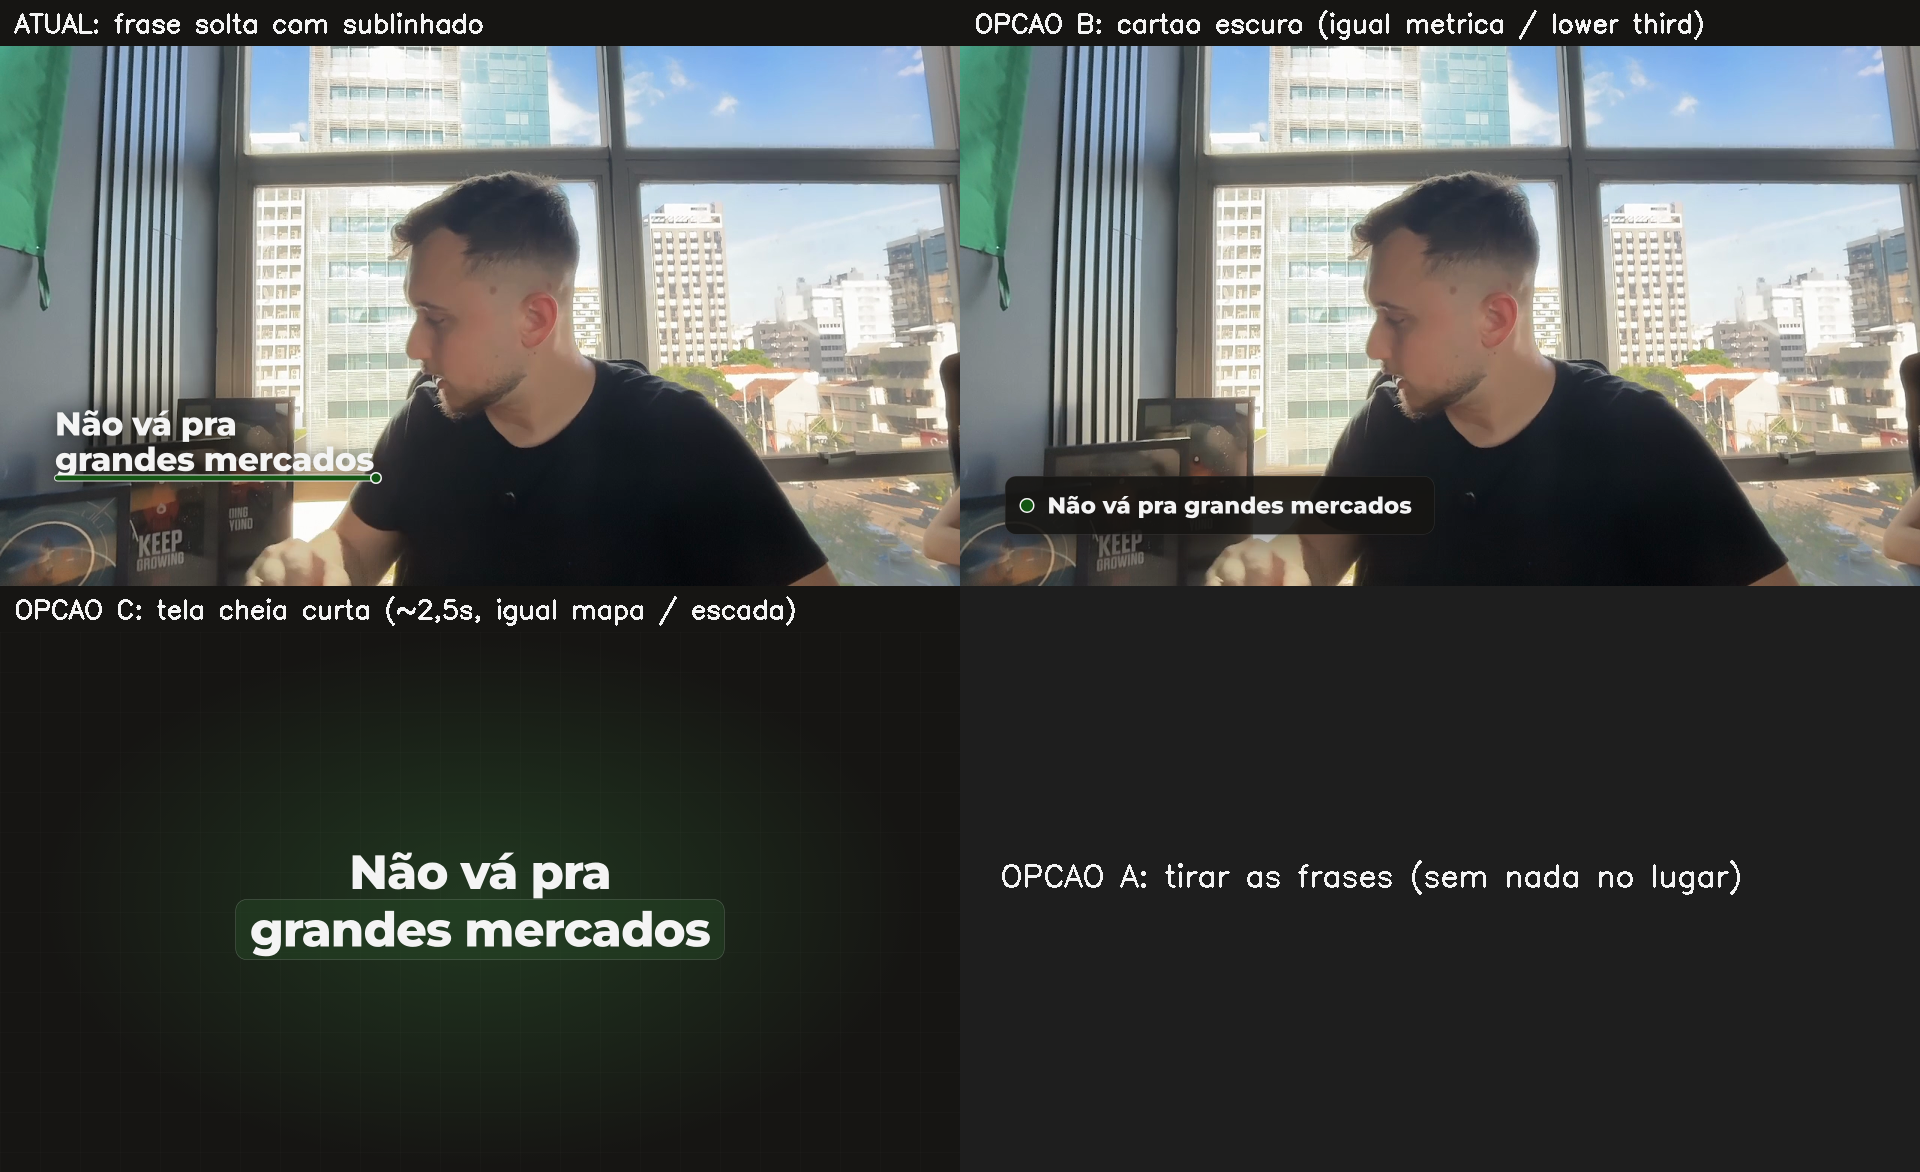 ATUAL: frase solta com sublinhado
Não vá pra
grandes mercados
DING
YUNO
KEEP
GROWING
OPCAO B: cartao escuro (igual metrica / lower third)
Não vá pra grandes mercados
KEEP
GROWING
OPCAO C: tela cheia curta (~2,5s, igual mapa / escada)
Não vá pra
grandes mercados
OPCAO A: tirar as frases (sem nada no lugar)